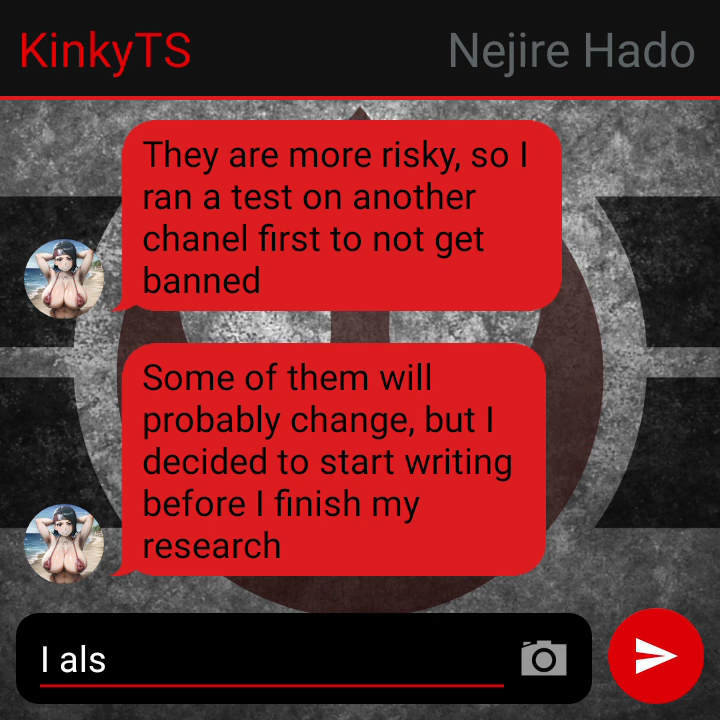 KinkyTS Nejire Hado
They are more risky, so I
ran a test on another
chanel first to not get
banned
Some of them will
probably change, but I
decided to start writing
before I finish my
research
I als